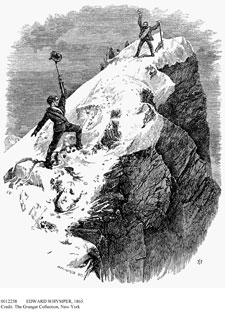 0012258 EDWARD WHYMPER, 1865.
Credit: The Granger Collection, New York